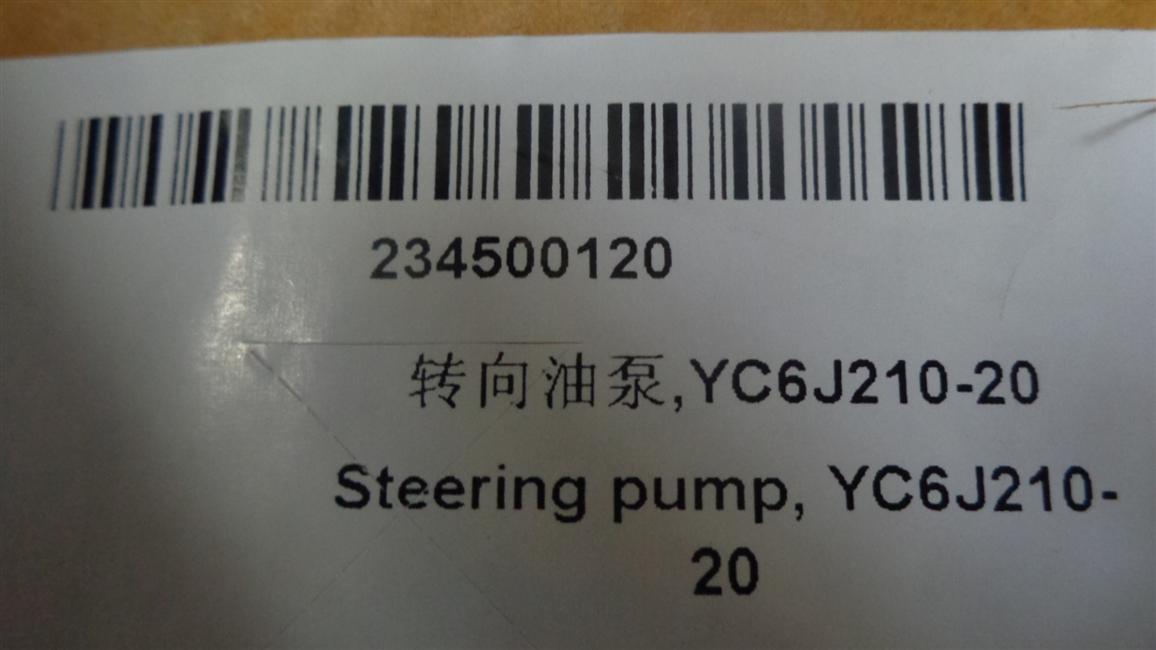 234500120
转向油泵,YC6J210-20
Steering pump, YC6J210-
20